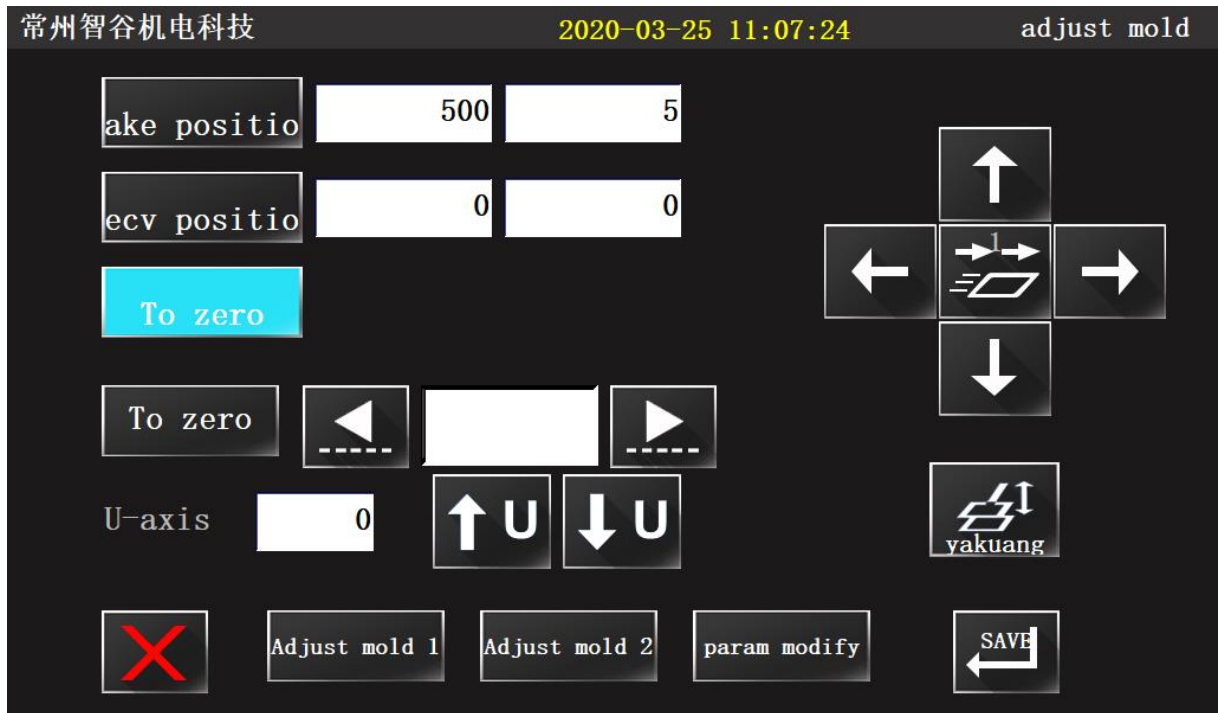 常州智谷机电科技 2020-03-25 11:07:24 adjust mold
ake positio 500 5
ecv positio 0 0
1
To zero
To zero
U-axis 0 U U
yakuang
Adjust mold 1 Adjust mold 2 param modify SAVE